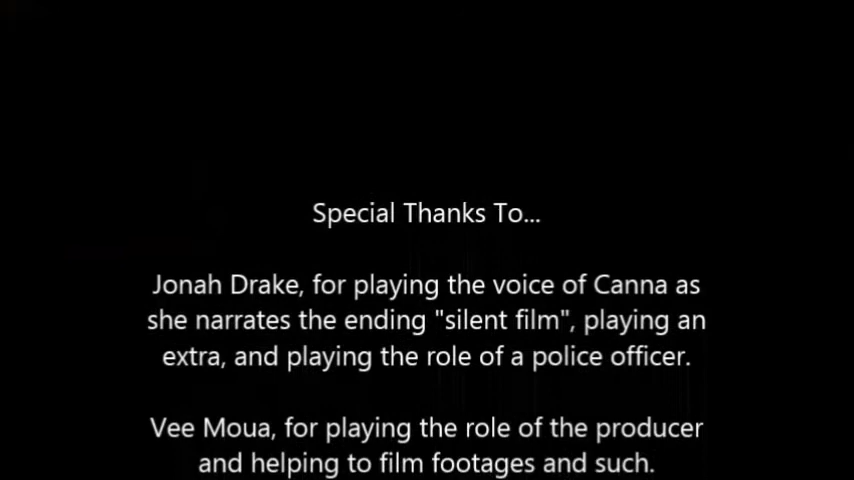 Special Thanks To...
Jonah Drake, for playing the voice of Canna as
she narrates the ending "silent film", playing an
extra, and playing the role of a police officer.
Vee Moua, for playing the role of the producer
and helping to film footages and such.